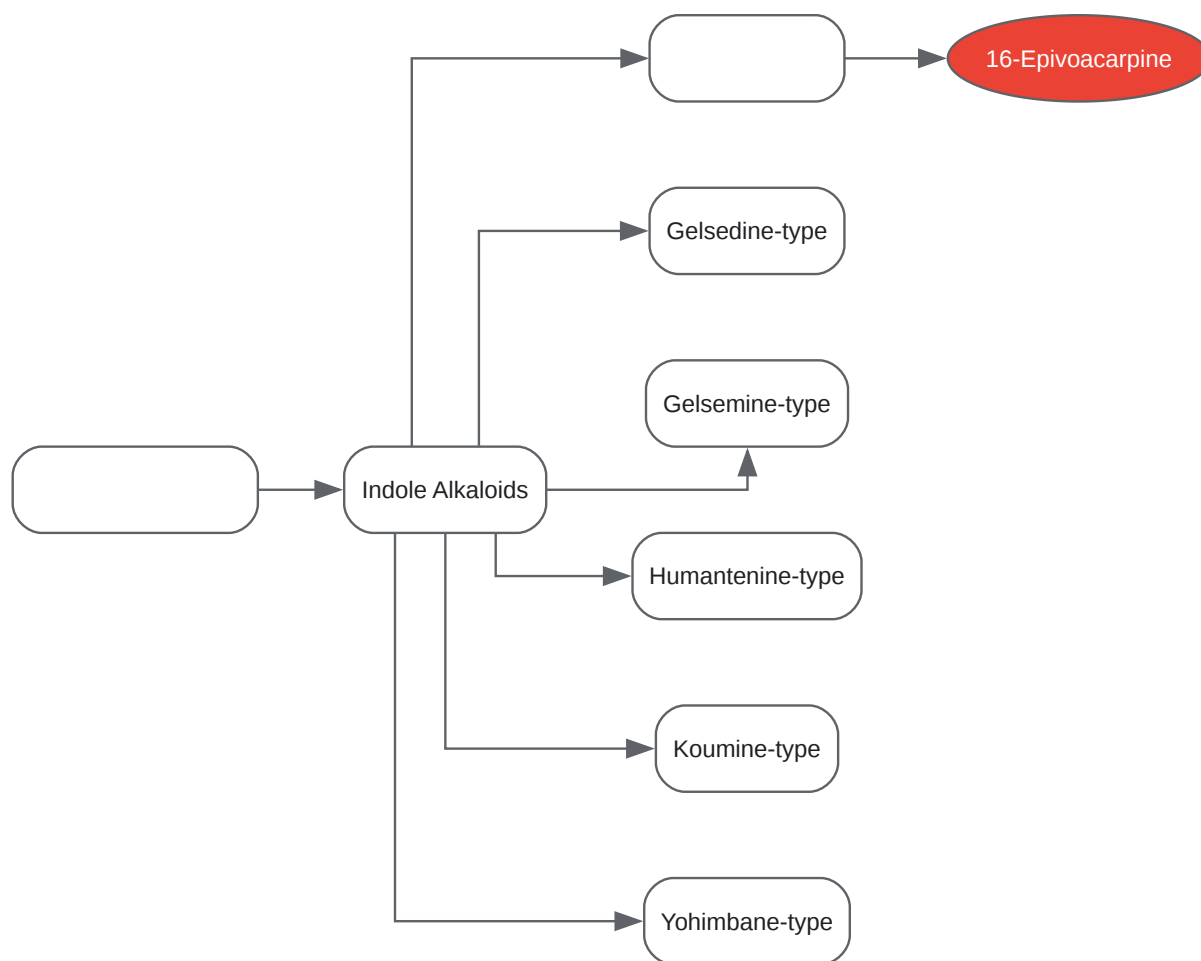 16-Epivoacarpine
Gelsedine-type
Gelsemine-type
Indole Alkaloids
Humantenine-type
Koumine-type
Yohimbane-type